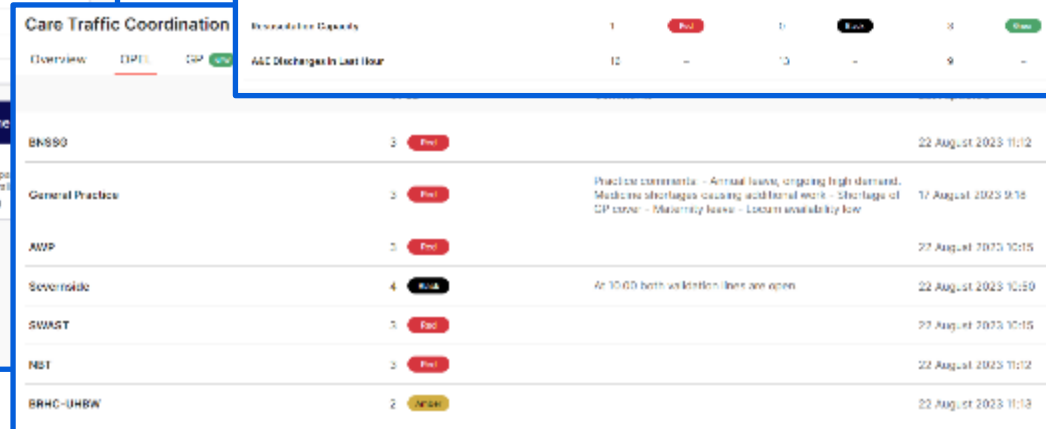 Care Traffic Coordination
Overview OPEL GP
Resuscitation Capacity 1 Red 5 Black 3 Green
A&E Discharges in Last Hour 13 - 9 -
BNSSG 3 Red 22 August 2023 11:12
General Practice 3 Red
Practice comments: - Annual leave, ongoing high demand.
Medicine shortages causing additional work - Shortage of
GP cover - Maternity leave - Locum availability low
17 August 2023 9:18
AWP 3 Red 22 August 2023 10:15
Severnside 4 Black At 10:00 both validation lines are open 22 August 2023 10:50
SWAST 3 Red 22 August 2023 10:15
NBT 3 Red 22 August 2023 11:12
BRHC-UHBW 2 Amber 22 August 2023 11:13